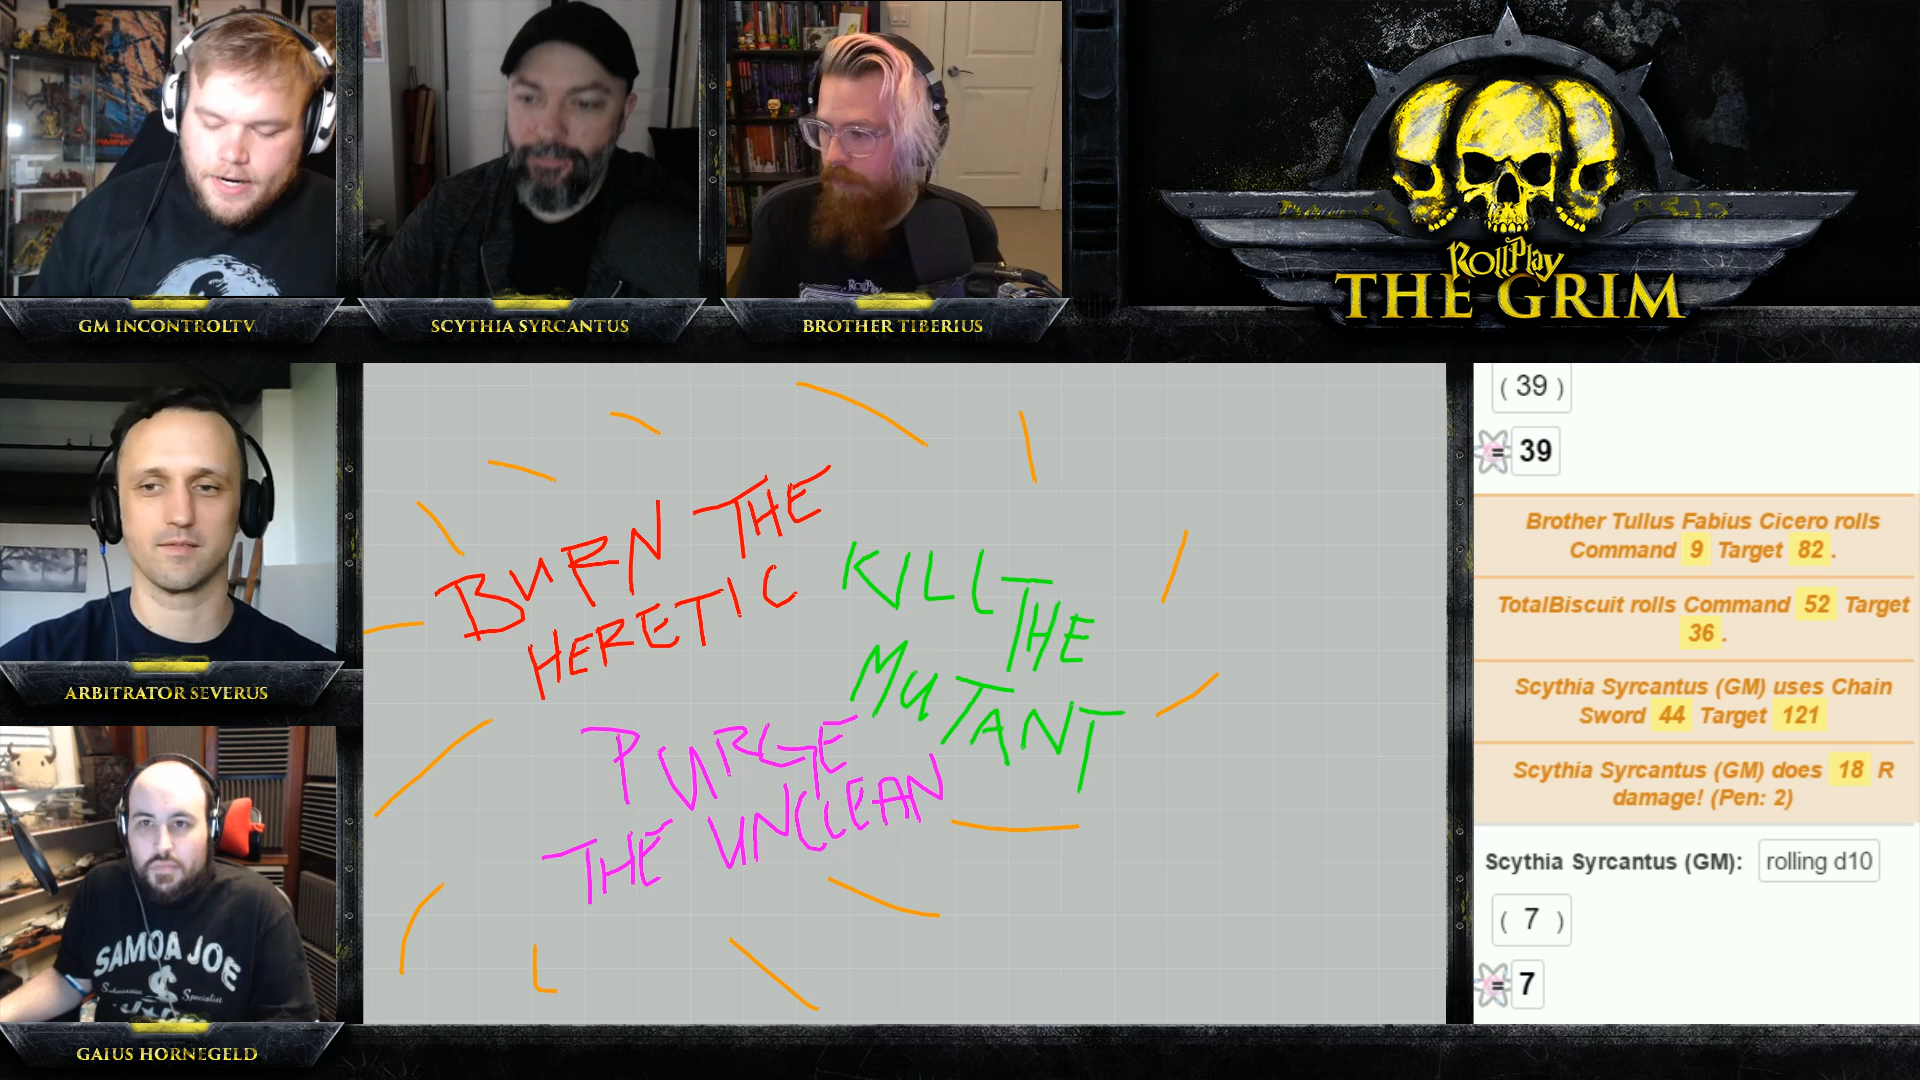 GM INCONTROLTV
SCYTHIA SYRCANTUS
BROTHER TIBERIUS
RollPlay
THE GRIM
ARBITRATOR SEVERUS
SAMOA JOE
Submission
Specialist
GAIUS HORNEGELD
BURN THE
HERETIC
KILL
THE
MUTANT
PURGE
THE UNCLEAN
( 39 )
= 39
Brother Tullus Fabius Cicero rolls
Command 9 Target 82 .
TotalBiscuit rolls Command 52 Target
36 .
Scythia Syrcantus (GM) uses Chain
Sword 44 Target 121
Scythia Syrcantus (GM) does 18 R
damage! (Pen: 2)
Scythia Syrcantus (GM): rolling d10
( 7 )
= 7